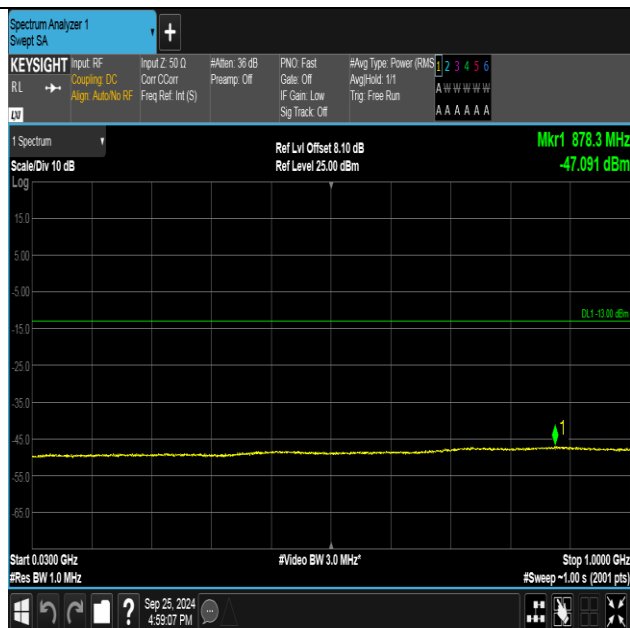 Spectrum Analyzer 1
Swept SA
+
KEYSIGHT
RL
LXI
Input: RF
Coupling: DC
Align: Auto/No RF
Input Z: 50 Ω
Corr CCorr
Freq Ref: Int (S)
#Atten: 36 dB
Preamp: Off
PNO: Fast
Gate: Off
IF Gain: Low
Sig Track: Off
#Avg Type: Power (RMS
Avg|Hold: 1/1
Trig: Free Run
1 2 3 4 5 6
A W W W W W
A A A A A A
1 Spectrum
Scale/Div 10 dB
Log
Ref Lvl Offset 8.10 dB
Ref Level 25.00 dBm
Mkr1 878.3 MHz
-47.091 dBm
15.0
5.00
-5.00
DL1 -13.00 dBm
-15.0
-25.0
-35.0
-45.0
1
-55.0
-65.0
Start 0.0300 GHz
#Res BW 1.0 MHz
#Video BW 3.0 MHz*
Stop 1.0000 GHz
#Sweep ~1.00 s (2001 pts)
?
Sep 25, 2024
4:59:07 PM